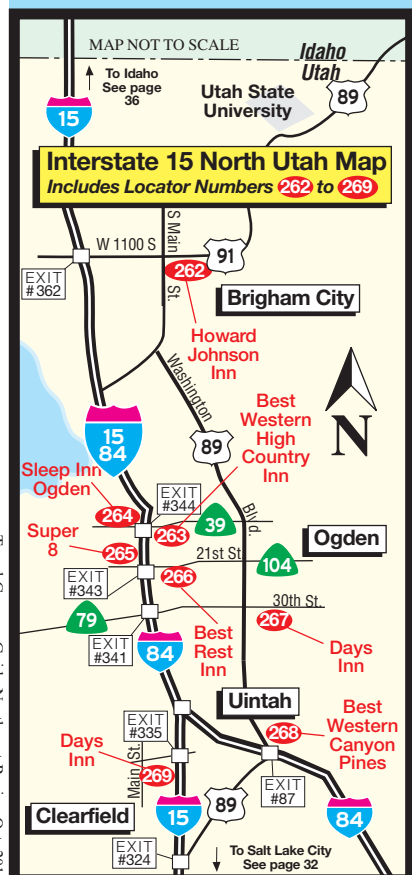 MAP NOT TO SCALE
Idaho
Utah
To Idaho
See page
36
15
Utah State
University
89
Interstate 15 North Utah Map
Includes Locator Numbers 262 to 269
S Main
St.
W 1100 S
91
262
EXIT
#362
Brigham City
Howard
Johnson
Inn
Washington
Blvd.
N
15
84
89
Best
Western
High
Country
Inn
Sleep Inn
Ogden
264
EXIT
#344
39
263
Super
8
265
21st St.
104
Ogden
EXIT
#343
266
30th St.
79
267
EXIT
#341
84
Best
Rest
Inn
Days
Inn
Uintah
EXIT
#335
268
Best
Western
Canyon
Pines
Days
Inn
269
Main St.
EXIT
#87
Clearfield
15
89
84
EXIT
#324
To Salt Lake City
See page 32